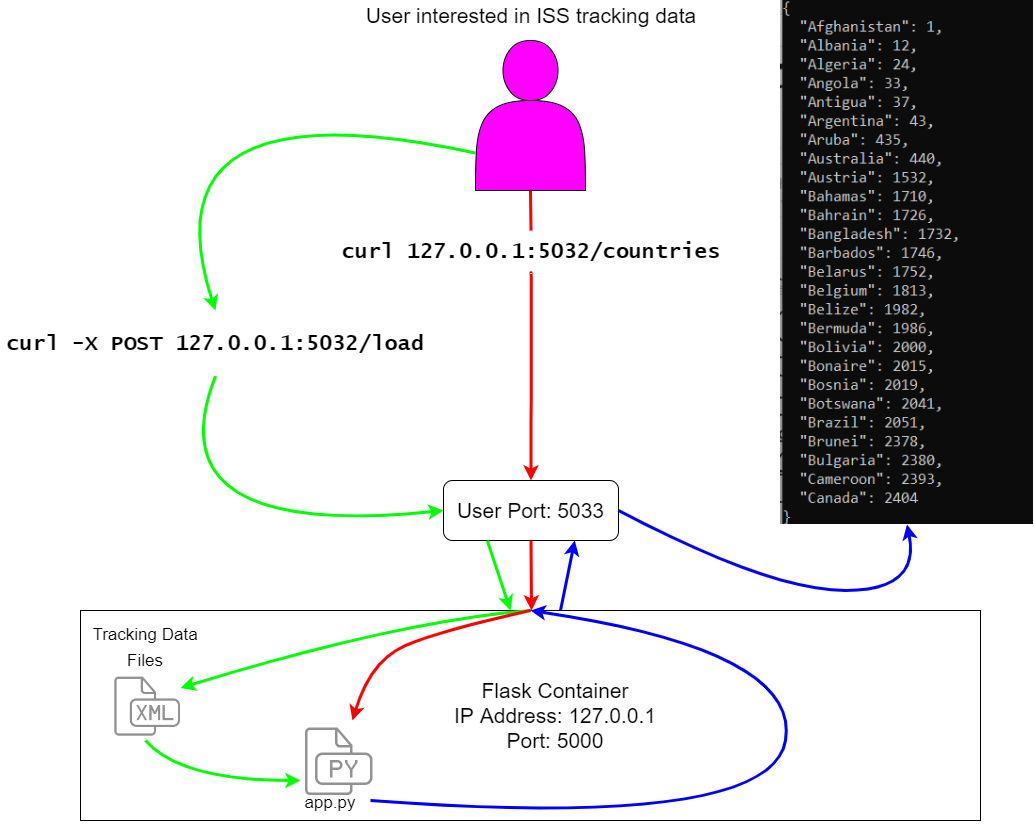 User interested in ISS tracking data
curl 127.0.0.1:5032/countries
curl -X POST 127.0.0.1:5032/load
User Port: 5033
Tracking Data
Files
XML
PY
app.py
Flask Container
IP Address: 127.0.0.1
Port: 5000
{
"Afghanistan": 1,
"Albania": 12,
"Algeria": 24,
"Angola": 33,
"Antigua": 37,
"Argentina": 43,
"Aruba": 435,
"Australia": 440,
"Austria": 1532,
"Bahamas": 1710,
"Bahrain": 1726,
"Bangladesh": 1732,
"Barbados": 1746,
"Belarus": 1752,
"Belgium": 1813,
"Belize": 1982,
"Bermuda": 1986,
"Bolivia": 2000,
"Bonaire": 2015,
"Bosnia": 2019,
"Botswana": 2041,
"Brazil": 2051,
"Brunei": 2378,
"Bulgaria": 2380,
"Cameroon": 2393,
"Canada": 2404
}